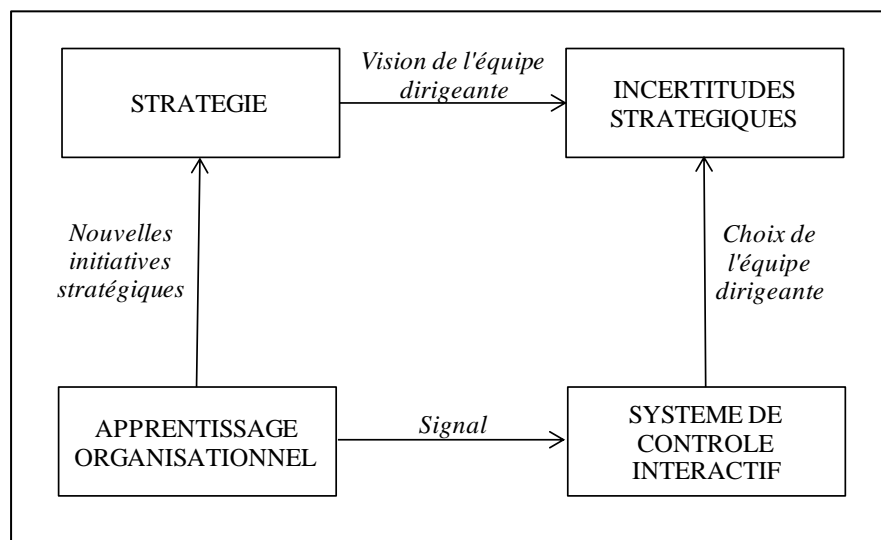 STRATEGIE
Vision de l'équipe
dirigeante
INCERTITUDES
STRATEGIQUES
Nouvelles
initiatives
stratégiques
Choix de
l'équipe
dirigeante
APPRENTISSAGE
ORGANISATIONNEL
Signal
SYSTEME DE
CONTROLE
INTERACTIF